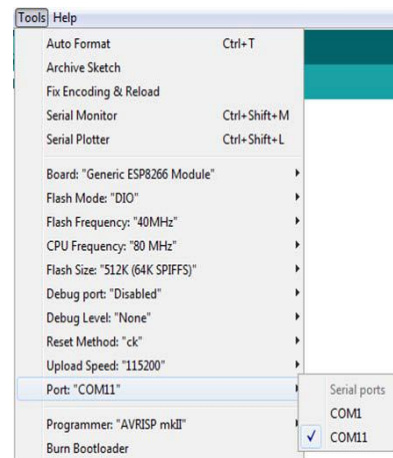 Tools Help
Auto Format Ctrl+T
Archive Sketch
Fix Encoding & Reload
Serial Monitor Ctrl+Shift+M
Serial Plotter Ctrl+Shift+L
Board: "Generic ESP8266 Module"
Flash Mode: "DIO"
Flash Frequency: "40MHz"
CPU Frequency: "80 MHz"
Flash Size: "512K (64K SPIFFS)"
Debug port: "Disabled"
Debug Level: "None"
Reset Method: "ck"
Upload Speed: "115200"
Port: "COM11"
Serial ports
COM1
COM11
Programmer: "AVRISP mkII"
Burn Bootloader